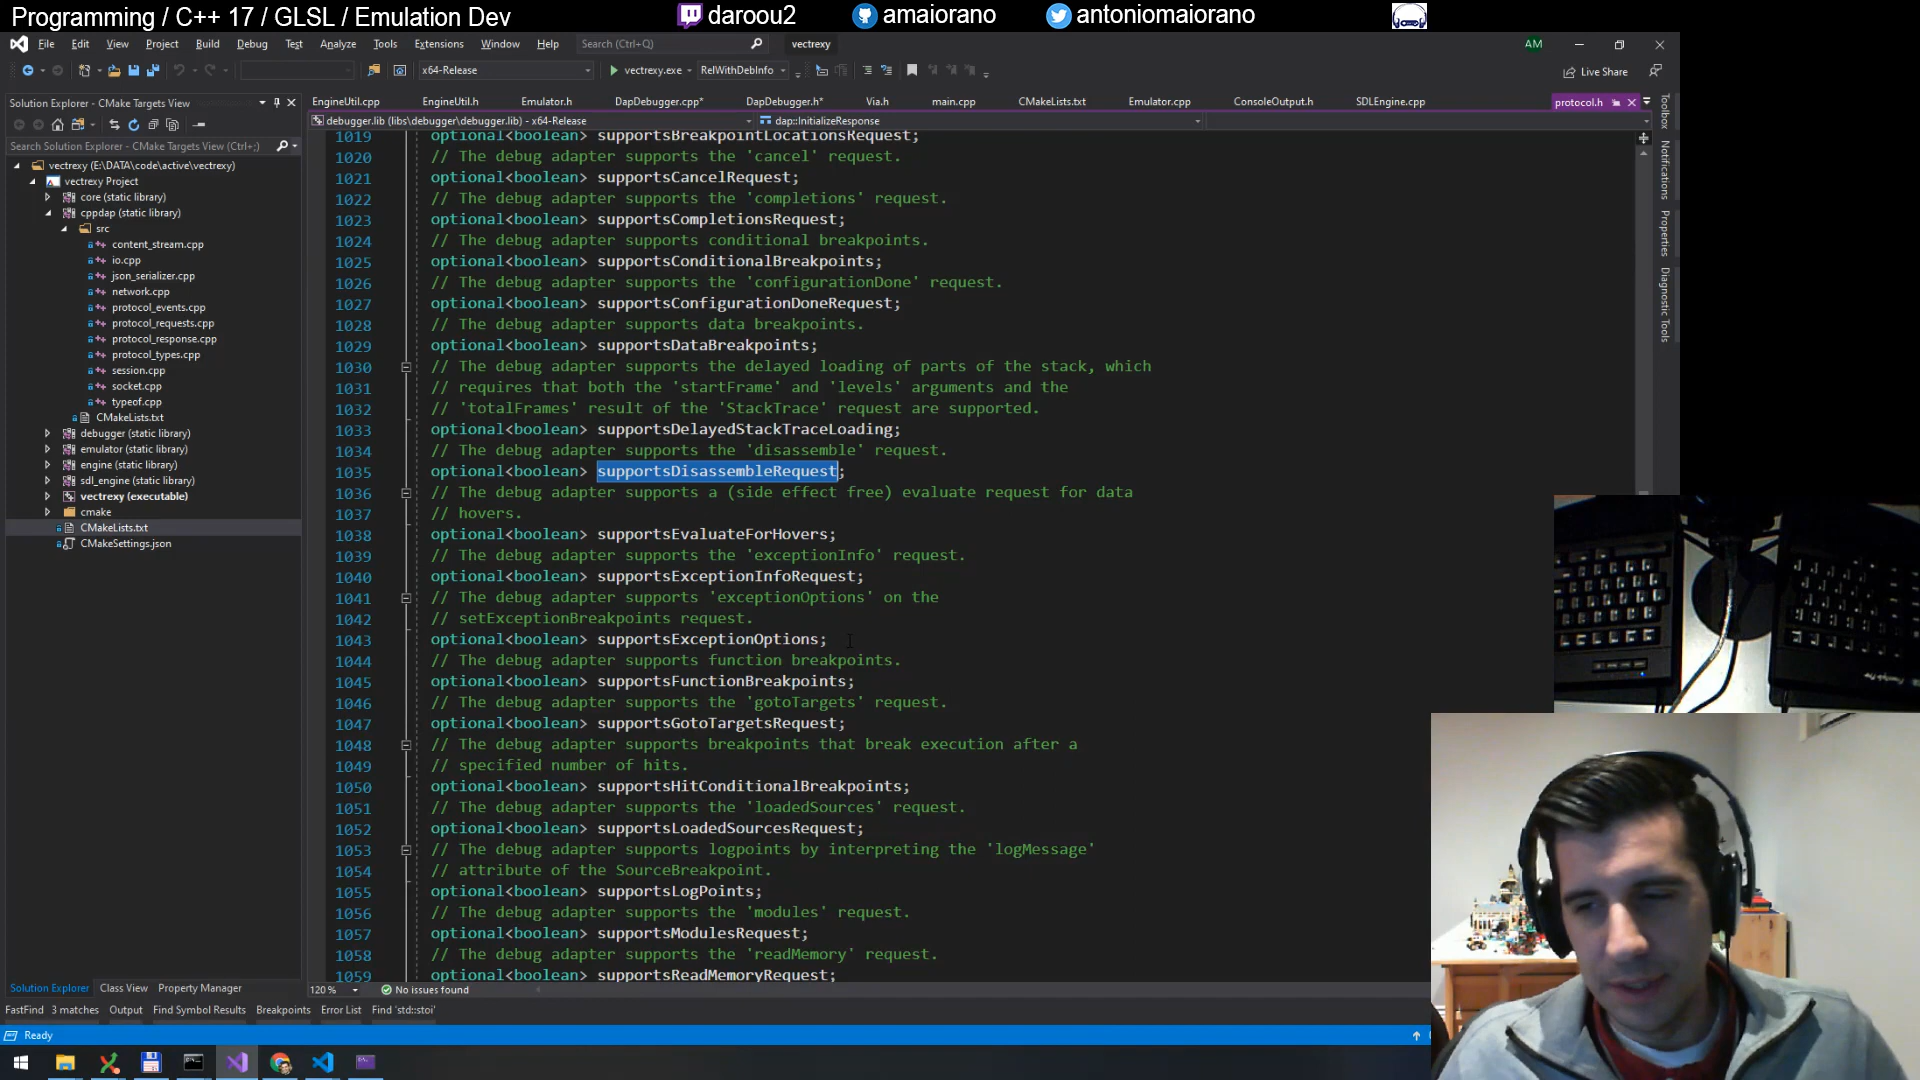 Programming / C++ 17 / GLSL / Emulation Dev
daroou2
amaiorano
antoniomaiorano
File Edit View Project Build Debug Test Analyze Tools Extensions Window Help
Search (Ctrl+Q)
vectrexy
AM
x64-Release
vectrexy.exe
RelWithDebInfo
Live Share
Solution Explorer - CMake Targets View
Search Solution Explorer - CMake Targets View (Ctrl+;)
vectrexy (E:\DATA\code\active\vectrexy)
vectrexy Project
core (static library)
cppdap (static library)
src
content_stream.cpp
io.cpp
json_serializer.cpp
network.cpp
protocol_events.cpp
protocol_requests.cpp
protocol_response.cpp
protocol_types.cpp
session.cpp
socket.cpp
typeof.cpp
CMakeLists.txt
debugger (static library)
emulator (static library)
engine (static library)
sdl_engine (static library)
vectrexy (executable)
cmake
CMakeLists.txt
CMakeSettings.json
EngineUtil.cpp EngineUtil.h Emulator.h DapDebugger.cpp* DapDebugger.h* Via.h main.cpp CMakeLists.txt Emulator.cpp ConsoleOutput.h SDLEngine.cpp protocol.h
debugger.lib (libs\debugger\debugger.lib) - x64-Release
dap::InitializeResponse
1019 optional<boolean> supportsBreakpointLocationsRequest;
1020 // The debug adapter supports the 'cancel' request.
1021 optional<boolean> supportsCancelRequest;
1022 // The debug adapter supports the 'completions' request.
1023 optional<boolean> supportsCompletionsRequest;
1024 // The debug adapter supports conditional breakpoints.
1025 optional<boolean> supportsConditionalBreakpoints;
1026 // The debug adapter supports the 'configurationDone' request.
1027 optional<boolean> supportsConfigurationDoneRequest;
1028 // The debug adapter supports data breakpoints.
1029 optional<boolean> supportsDataBreakpoints;
1030 // The debug adapter supports the delayed loading of parts of the stack, which
1031 // requires that both the 'startFrame' and 'levels' arguments and the
1032 // 'totalFrames' result of the 'StackTrace' request are supported.
1033 optional<boolean> supportsDelayedStackTraceLoading;
1034 // The debug adapter supports the 'disassemble' request.
1035 optional<boolean> supportsDisassembleRequest;
1036 // The debug adapter supports a (side effect free) evaluate request for data
1037 // hovers.
1038 optional<boolean> supportsEvaluateForHovers;
1039 // The debug adapter supports the 'exceptionInfo' request.
1040 optional<boolean> supportsExceptionInfoRequest;
1041 // The debug adapter supports 'exceptionOptions' on the
1042 // setExceptionBreakpoints request.
1043 optional<boolean> supportsExceptionOptions;
1044 // The debug adapter supports function breakpoints.
1045 optional<boolean> supportsFunctionBreakpoints;
1046 // The debug adapter supports the 'gotoTargets' request.
1047 optional<boolean> supportsGotoTargetsRequest;
1048 // The debug adapter supports breakpoints that break execution after a
1049 // specified number of hits.
1050 optional<boolean> supportsHitConditionalBreakpoints;
1051 // The debug adapter supports the 'loadedSources' request.
1052 optional<boolean> supportsLoadedSourcesRequest;
1053 // The debug adapter supports logpoints by interpreting the 'logMessage'
1054 // attribute of the SourceBreakpoint.
1055 optional<boolean> supportsLogPoints;
1056 // The debug adapter supports the 'modules' request.
1057 optional<boolean> supportsModulesRequest;
1058 // The debug adapter supports the 'readMemory' request.
1059 optional<boolean> supportsReadMemoryRequest;
Toolbox
Notifications
Properties
Diagnostic Tools
120 %
No issues found
Solution Explorer Class View Property Manager
FastFind 3 matches Output Find Symbol Results Breakpoints Error List Find 'std::stoi'
Ready